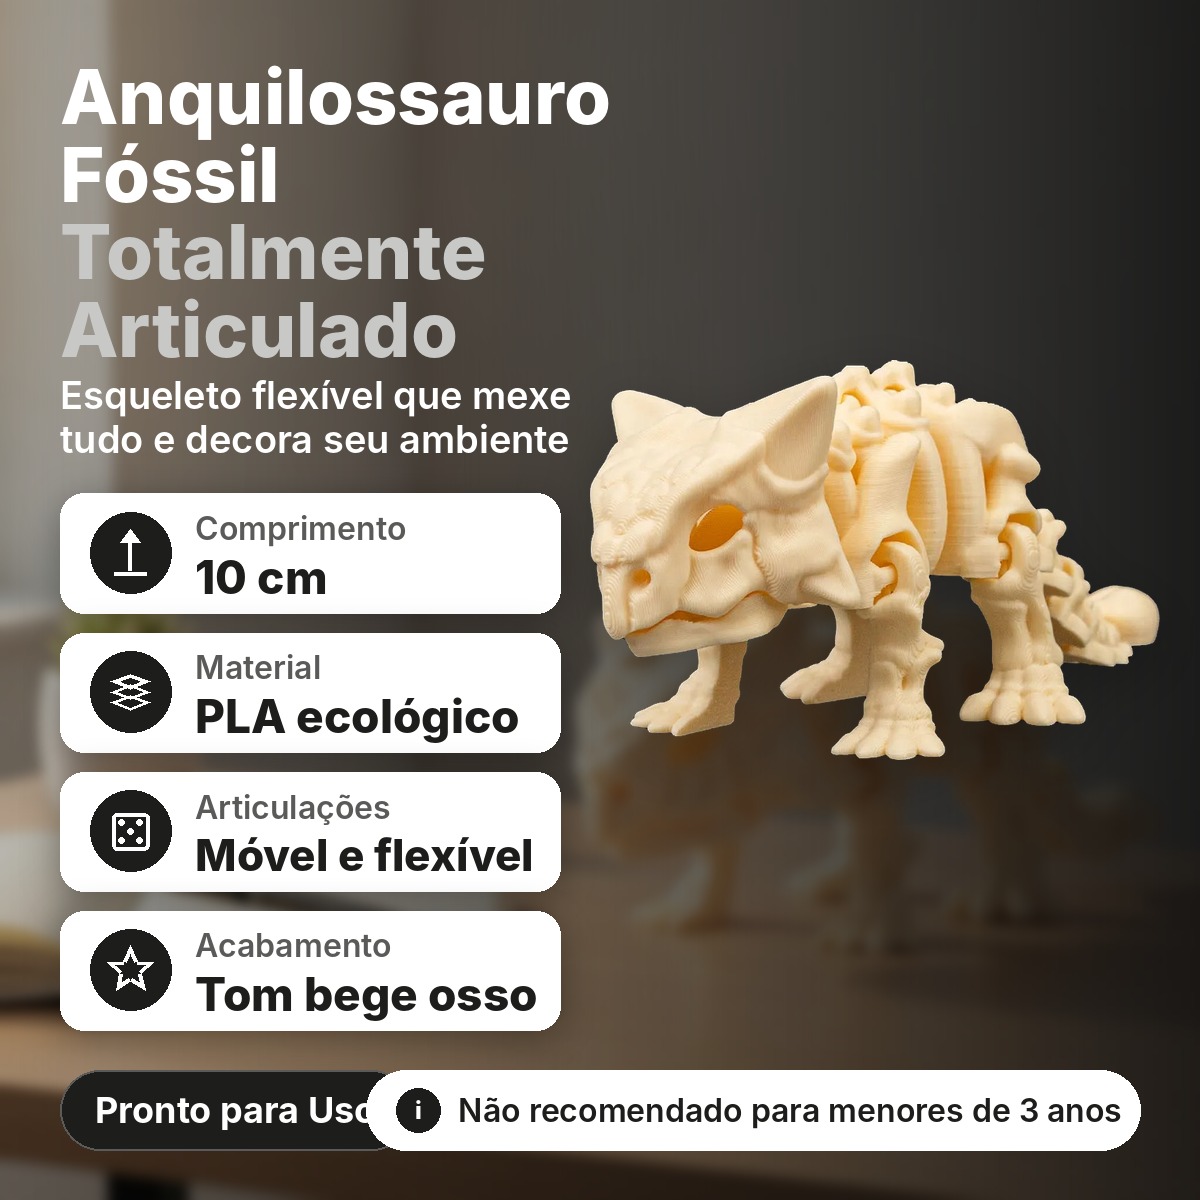 Anquilossauro
Fóssil
Totalmente
Articulado
Esqueleto flexível que mexe
tudo e decora seu ambiente
Comprimento
10 cm
Material
PLA ecológico
Articulações
Móvel e flexível
Acabamento
Tom bege osso
Pronto para Uso
i Não recomendado para menores de 3 anos